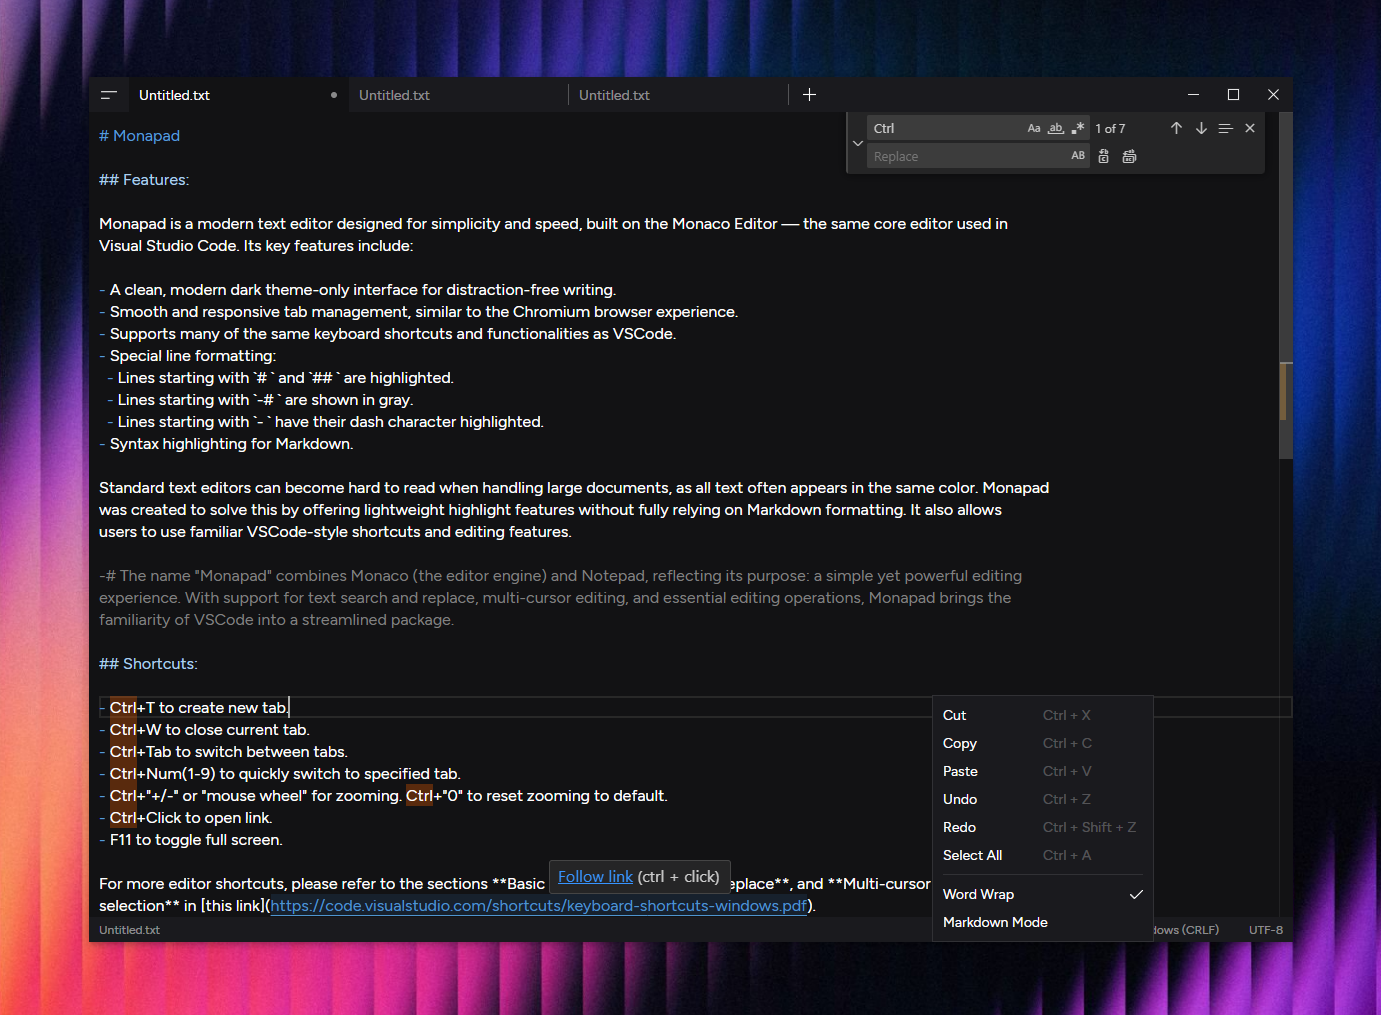 Untitled.txt
Untitled.txt
Untitled.txt
Ctrl
Aa
ab
.*
1 of 7
Replace
AB
# Monapad
## Features:
Monapad is a modern text editor designed for simplicity and speed, built on the Monaco Editor — the same core editor used in
Visual Studio Code. Its key features include:
- A clean, modern dark theme-only interface for distraction-free writing.
- Smooth and responsive tab management, similar to the Chromium browser experience.
- Supports many of the same keyboard shortcuts and functionalities as VSCode.
- Special line formatting:
- Lines starting with `# ` and `## ` are highlighted.
- Lines starting with `-# ` are shown in gray.
- Lines starting with `- ` have their dash character highlighted.
- Syntax highlighting for Markdown.
Standard text editors can become hard to read when handling large documents, as all text often appears in the same color. Monapad
was created to solve this by offering lightweight highlight features without fully relying on Markdown formatting. It also allows
users to use familiar VSCode-style shortcuts and editing features.
-# The name "Monapad" combines Monaco (the editor engine) and Notepad, reflecting its purpose: a simple yet powerful editing
experience. With support for text search and replace, multi-cursor editing, and essential editing operations, Monapad brings the
familiarity of VSCode into a streamlined package.
## Shortcuts:
- Ctrl+T to create new tab.
- Ctrl+W to close current tab.
- Ctrl+Tab to switch between tabs.
- Ctrl+Num(1-9) to quickly switch to specified tab.
- Ctrl+"+/-" or "mouse wheel" for zooming. Ctrl+"0" to reset zooming to default.
- Ctrl+Click to open link.
- F11 to toggle full screen.
Follow link (ctrl + click)
For more editor shortcuts, please refer to the sections **Basic eplace**, and **Multi-cursor
selection** in [this link](https://code.visualstudio.com/shortcuts/keyboard-shortcuts-windows.pdf).
Cut Ctrl + X
Copy Ctrl + C
Paste Ctrl + V
Undo Ctrl + Z
Redo Ctrl + Shift + Z
Select All Ctrl + A
Word Wrap
Markdown Mode
Untitled.txt
dows (CRLF)
UTF-8